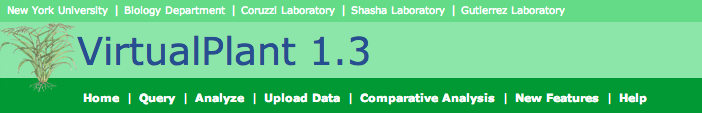 New York University | Biology Department | Coruzzi Laboratory | Shasha Laboratory | Gutierrez Laboratory
VirtualPlant 1.3
Home | Query | Analyze | Upload Data | Comparative Analysis | New Features | Help